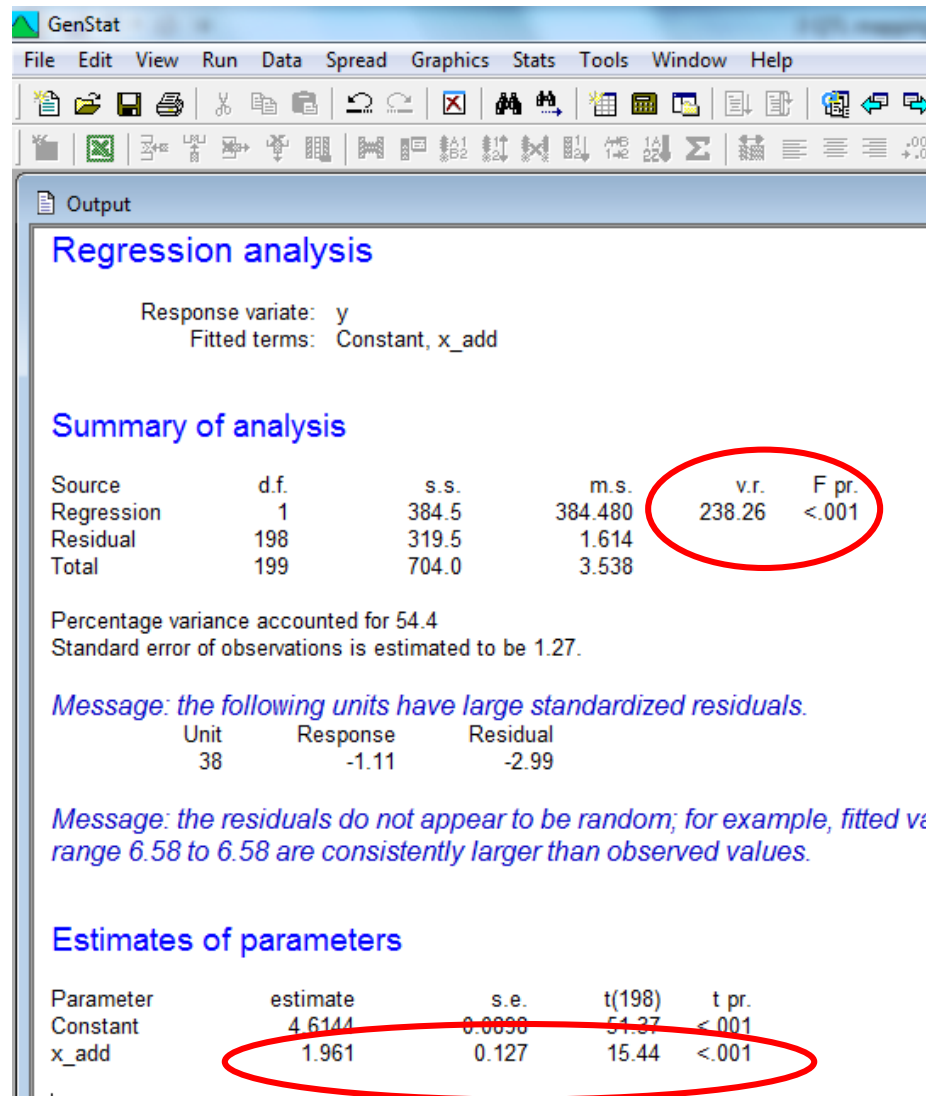 GenStat
File Edit View Run Data Spread Graphics Stats Tools Window Help
Output
Regression analysis
Response variate: y
Fitted terms: Constant, x_add
Summary of analysis
Source d.f. s.s. m.s. v.r. F pr.
Regression 1 384.5 384.480 238.26 <.001
Residual 198 319.5 1.614
Total 199 704.0 3.538
Percentage variance accounted for 54.4
Standard error of observations is estimated to be 1.27.
Message: the following units have large standardized residuals.
Unit Response Residual
38 -1.11 -2.99
Message: the residuals do not appear to be random; for example, fitted va
range 6.58 to 6.58 are consistently larger than observed values.
Estimates of parameters
Parameter estimate s.e. t(198) t pr.
Constant 4.6144 0.0898 51.37 <.001
x_add 1.961 0.127 15.44 <.001